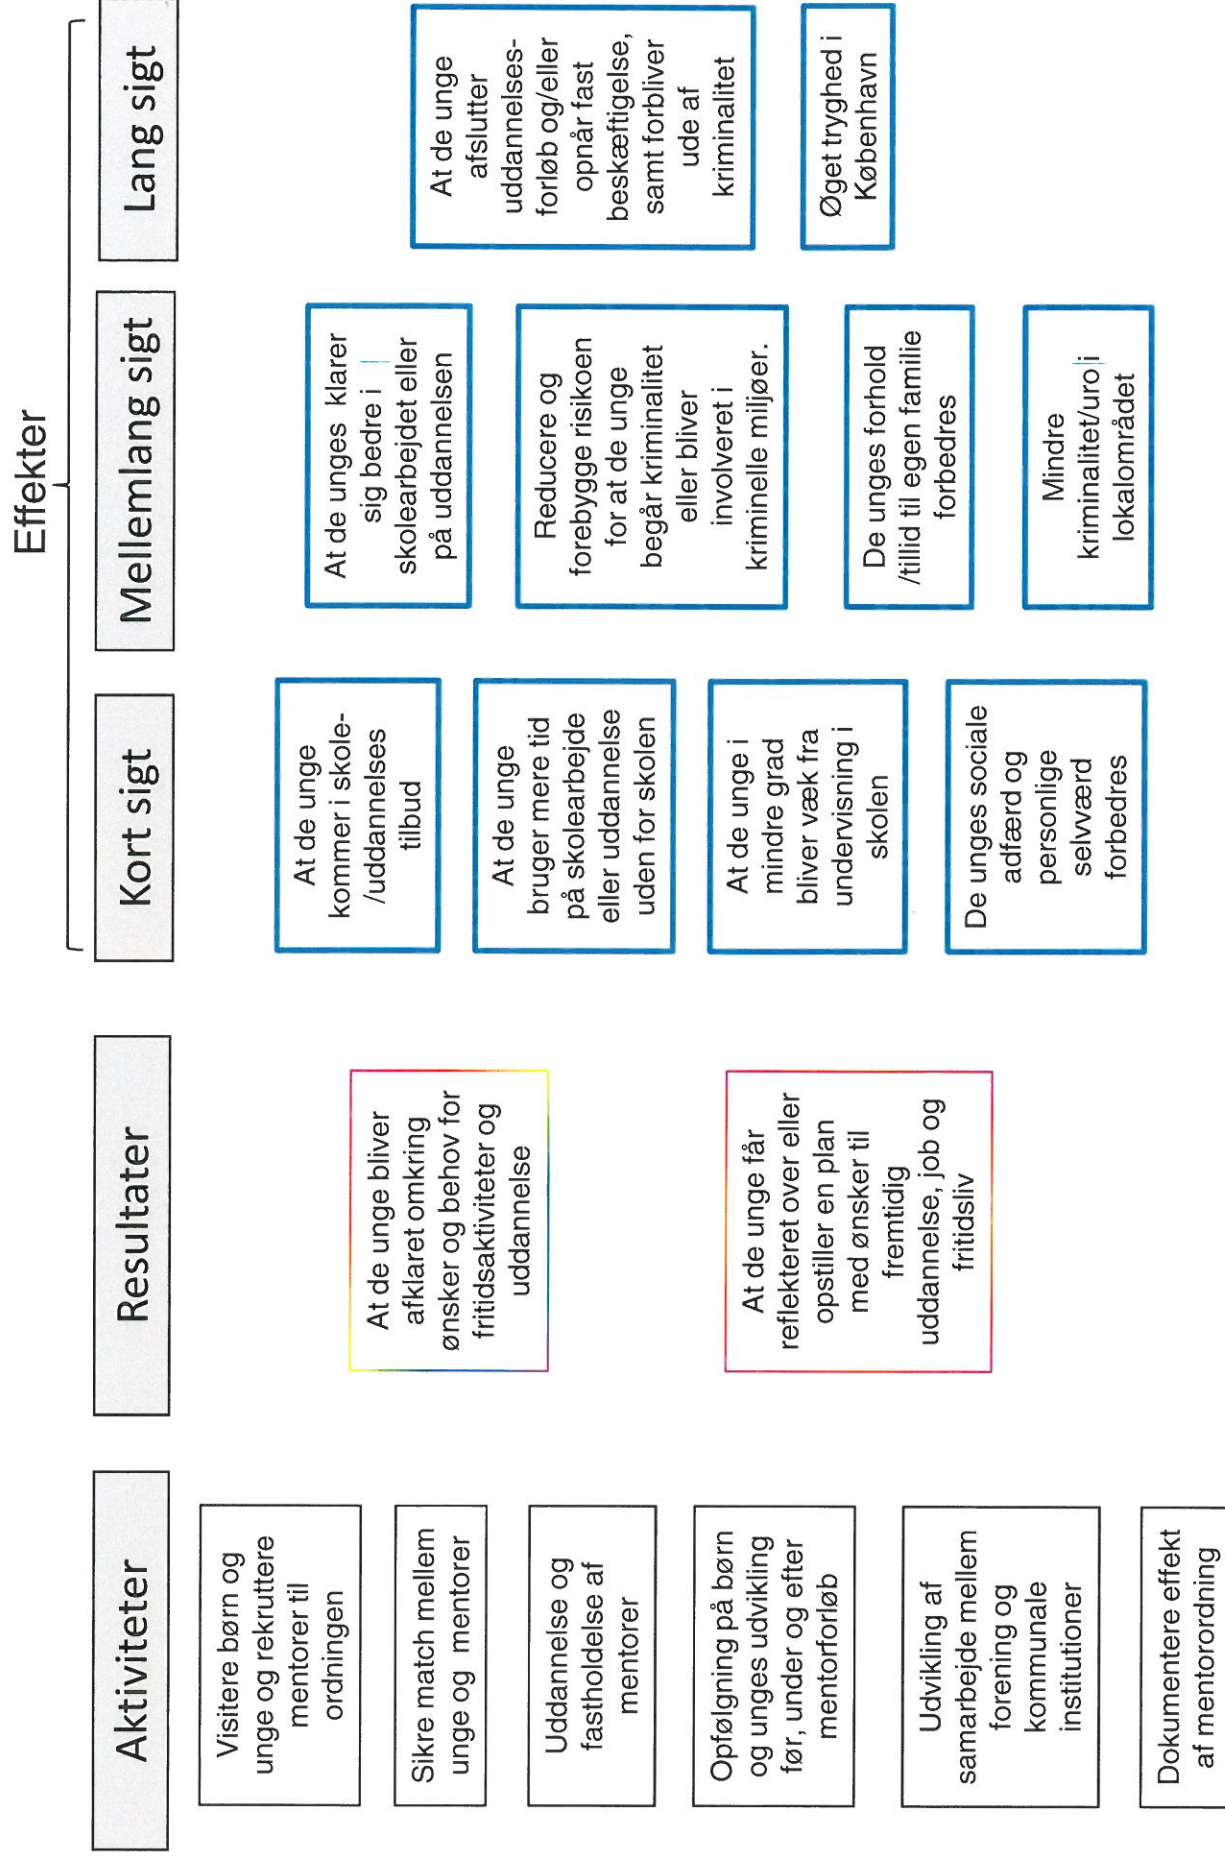 Effekter
Aktiviteter
Resultater
Kort sigt
Mellemlang sigt
Lang sigt
Visitere børn og
unge og rekruttere
mentorer til
ordningen
Sikre match mellem
unge og mentorer
Uddannelse og
fastholdelse af
mentorer
Opfølgning på børn
og unges udvikling
før, under og efter
mentorforløb
Udvikling af
samarbejde mellem
forening og
kommunale
institutioner
Dokumentere effekt
af mentorordning
At de unge bliver
afklaret omkring
ønsker og behov for
fritidsaktiviteter og
uddannelse
At de unge får
reflekteret over eller
opstiller en plan
med ønsker til
fremtidig
uddannelse, job og
fritidsliv
At de unge
kommer i skole-
/uddannelses
tilbud
At de unge
bruger mere tid
på skolearbejde
eller uddannelse
uden for skolen
At de unge i
mindre grad
bliver væk fra
undervisning i
skolen
De unges sociale
adfærd og
personlige
selvværd
forbedres
At de unges klarer
sig bedre i
skolearbejdet eller
på uddannelsen
Reducere og
forebygge risikoen
for at de unge
begår kriminalitet
eller bliver
involveret i
kriminelle miljøer.
De unges forhold
/tillid til egen familie
forbedres
Mindre
kriminalitet/uro i
lokalområdet
At de unge
afslutter
uddannelses-
forløb og/eller
opnår fast
beskæftigelse,
samt forbliver
ude af
kriminalitet
Øget tryghed i
København